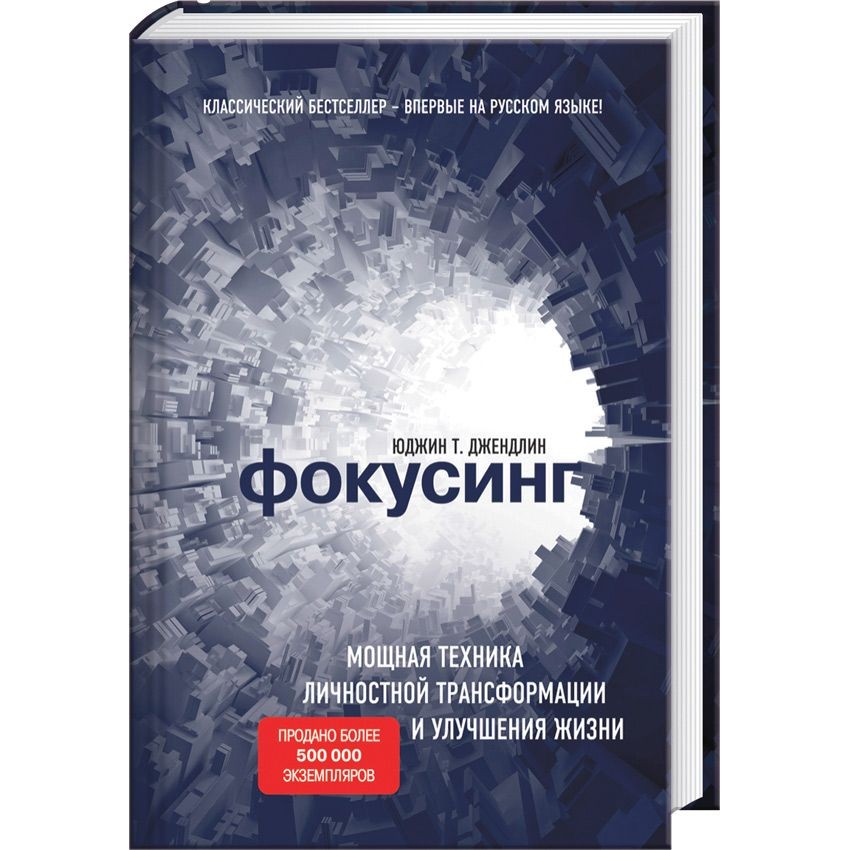 КЛАССИЧЕСКИЙ БЕСТСЕЛЛЕР – ВПЕРВЫЕ НА РУССКОМ ЯЗЫКЕ!
ЮДЖИН Т. ДЖЕНДЛИН
фокусинг
МОЩНАЯ ТЕХНИКА
ЛИЧНОСТНОЙ ТРАНСФОРМАЦИИ
И УЛУЧШЕНИЯ ЖИЗНИ
ПРОДАНО БОЛЕЕ
500 000
ЭКЗЕМПЛЯРОВ